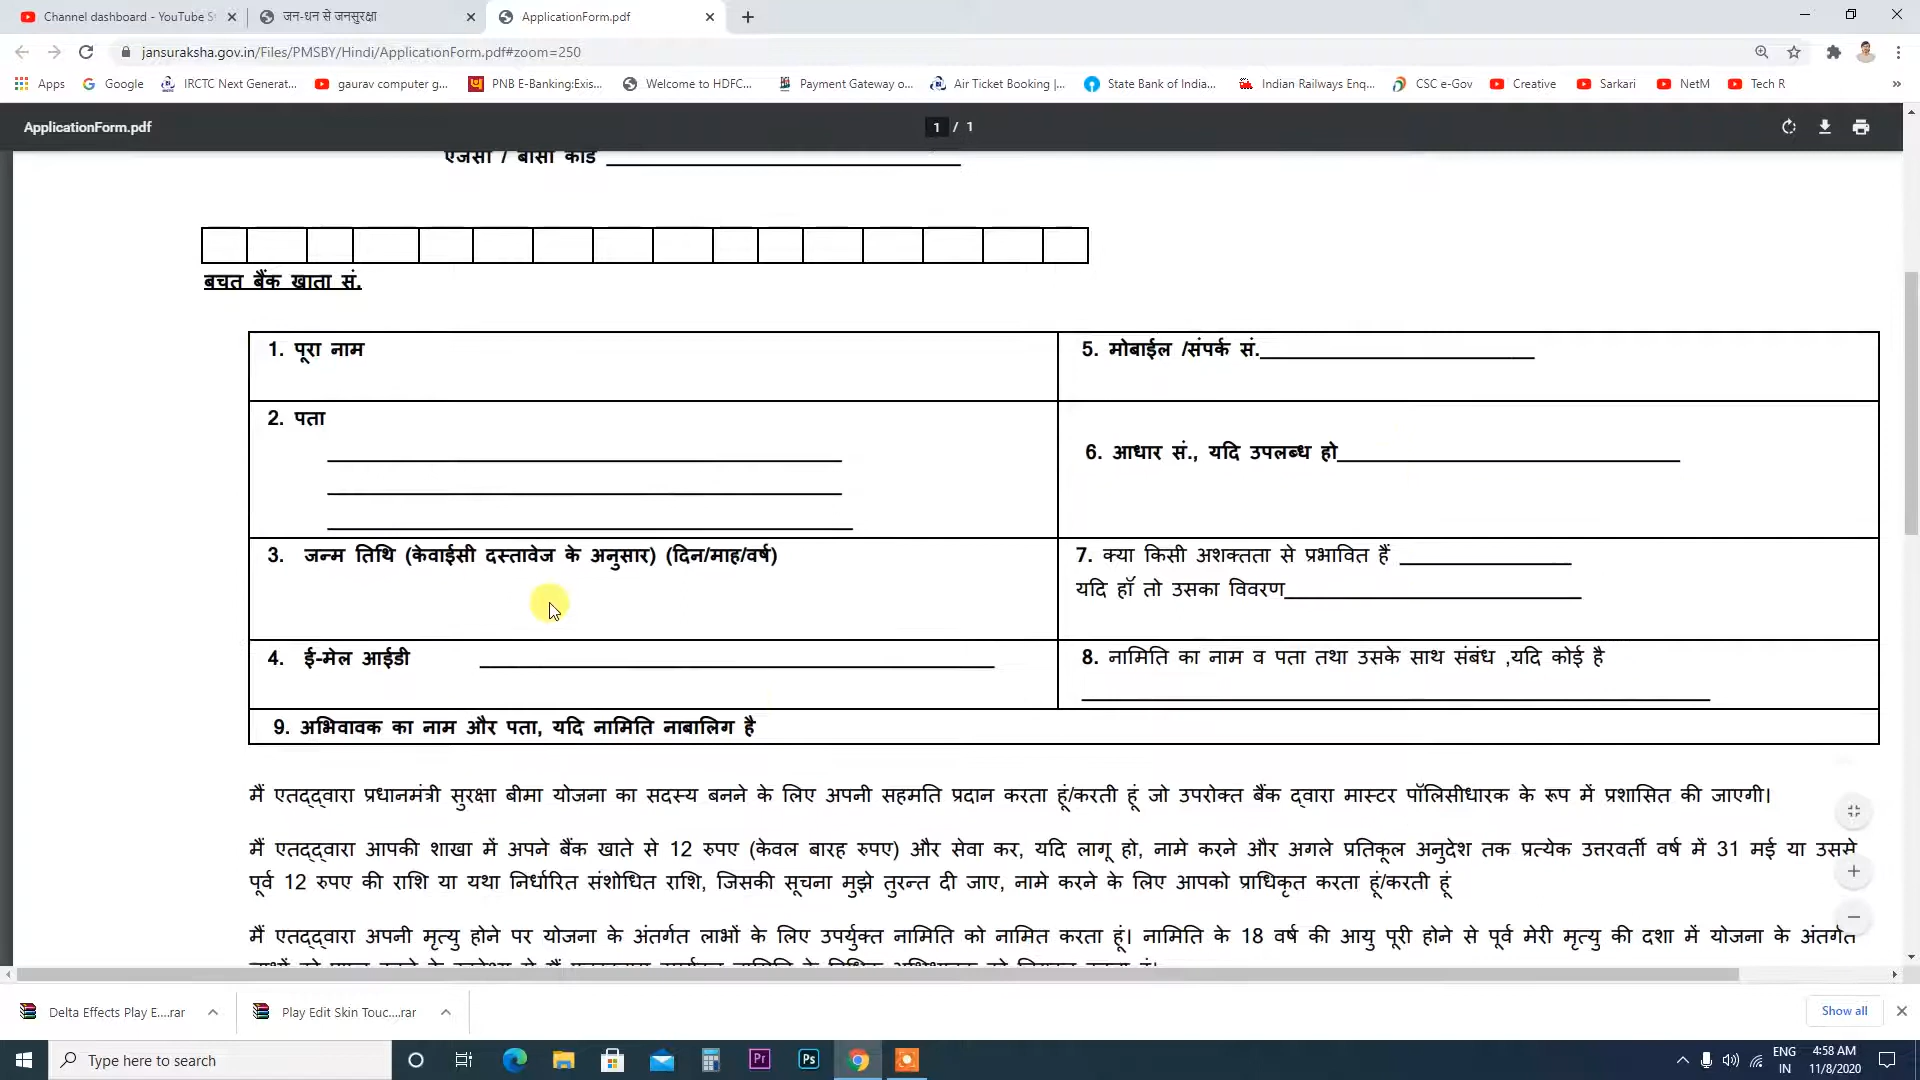 Channel dashboard - YouTube S
जन-धन से जनसुरक्षा
ApplicationForm.pdf
jansuraksha.gov.in/Files/PMSBY/Hindi/ApplicationForm.pdf#zoom=250
Apps
Google
IRCTC Next Generat...
gaurav computer g...
PNB E-Banking:Exis...
Welcome to HDFC...
Payment Gateway o...
Air Ticket Booking |...
State Bank of India...
Indian Railways Enq...
CSC e-Gov
Creative
Sarkari
NetM
Tech R
»
ApplicationForm.pdf
1 / 1
बचत बैंक खाता सं.
1. पूरा नाम
5. मोबाईल /संपर्क सं.
2. पता
6. आधार सं., यदि उपलब्ध हो
3. जन्म तिथि (केवाईसी दस्तावेज के अनुसार) (दिन/माह/वर्ष)
7. क्या किसी अशक्तता से प्रभावित हैं
यदि हॉं तो उसका विवरण
4. ई-मेल आईडी
8. नामिति का नाम व पता तथा उसके साथ संबंध ,यदि कोई है
9. अभिवावक का नाम और पता, यदि नामिति नाबालिग है
मैं एतद्द्वारा प्रधानमंत्री सुरक्षा बीमा योजना का सदस्य बनने के लिए अपनी सहमति प्रदान करता हूं/करती हूं जो उपरोक्त बैंक द्वारा मास्टर पॉलिसीधारक के रूप में प्रशासित की जाएगी।
मैं एतद्द्वारा आपकी शाखा में अपने बैंक खाते से 12 रुपए (केवल बारह रुपए) और सेवा कर, यदि लागू हो, नामे करने और अगले प्रतिकूल अनुदेश तक प्रत्येक उत्तरवर्ती वर्ष में 31 मई या उससे
पूर्व 12 रुपए की राशि या यथा निर्धारित संशोधित राशि, जिसकी सूचना मुझे तुरन्त दी जाए, नामे करने के लिए आपको प्राधिकृत करता हूं/करती हूं
मैं एतद्द्वारा अपनी मृत्यु होने पर योजना के अंतर्गत लाभों के लिए उपर्युक्त नामिति को नामित करता हूं। नामिति के 18 वर्ष की आयु पूरी होने से पूर्व मेरी मृत्यु की दशा में योजना के अंतर्गत
Delta Effects Play E....rar
Play Edit Skin Touc....rar
Show all
Type here to search
Pr
Ps
ENG
IN
4:58 AM
11/8/2020